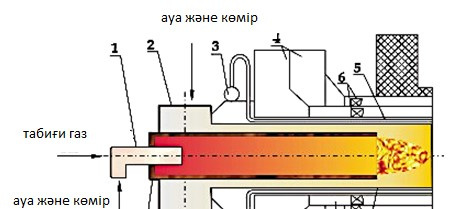 ауа және көмір
1
2
3
4
5
6
табиғи газ
ауа және көмір